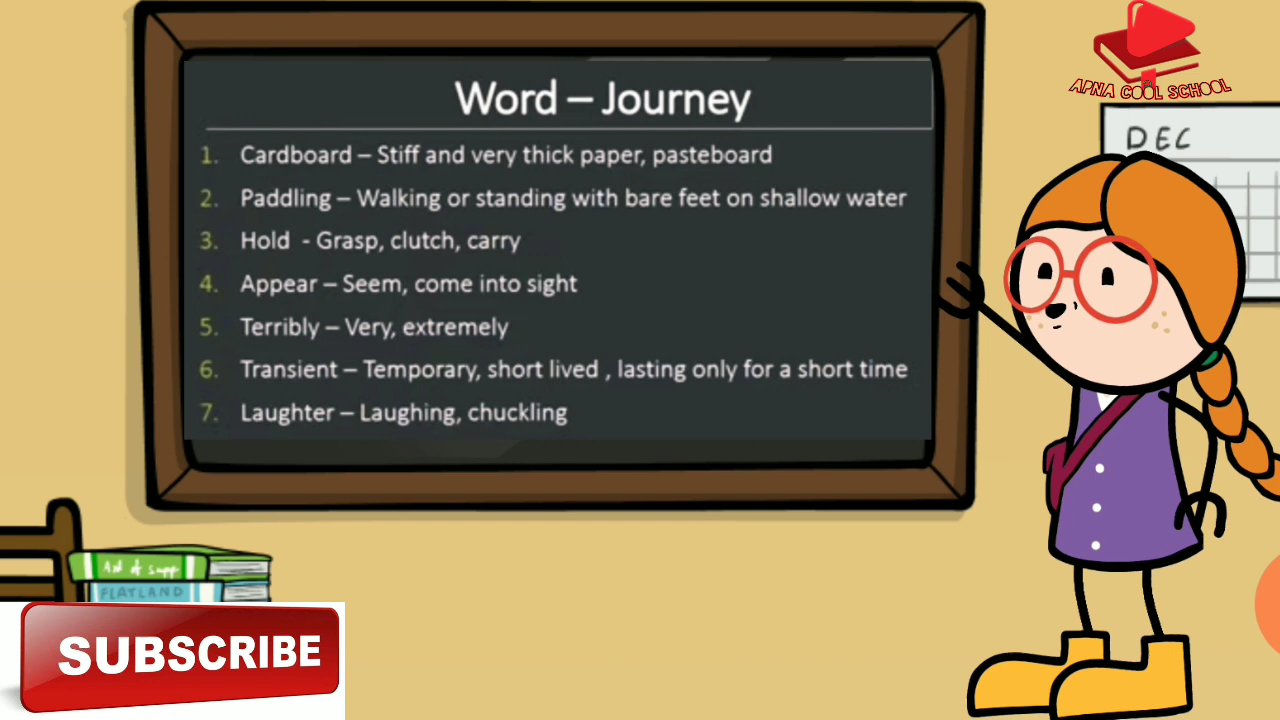 Word – Journey
1. Cardboard – Stiff and very thick paper, pasteboard
2. Paddling – Walking or standing with bare feet on shallow water
3. Hold - Grasp, clutch, carry
4. Appear – Seem, come into sight
5. Terribly – Very, extremely
6. Transient – Temporary, short lived , lasting only for a short time
7. Laughter – Laughing, chuckling
APNA COOL SCHOOL
DEC
FLATLAND
SUBSCRIBE